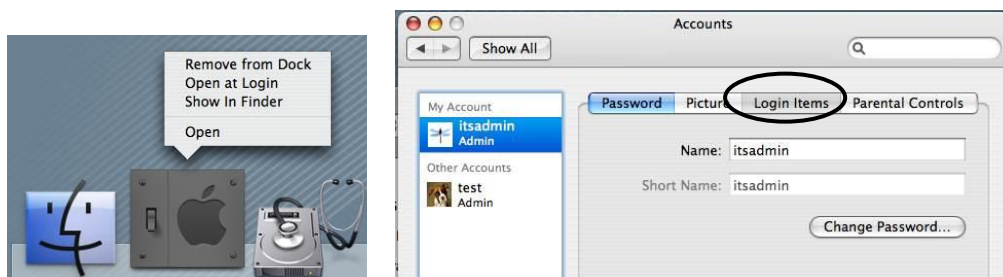 Remove from Dock
Open at Login
Show In Finder
Open
Accounts
Show All
My Account
itsadmin
Admin
Other Accounts
test
Admin
Password Picture Login Items Parental Controls
Name: itsadmin
Short Name: itsadmin
Change Password...